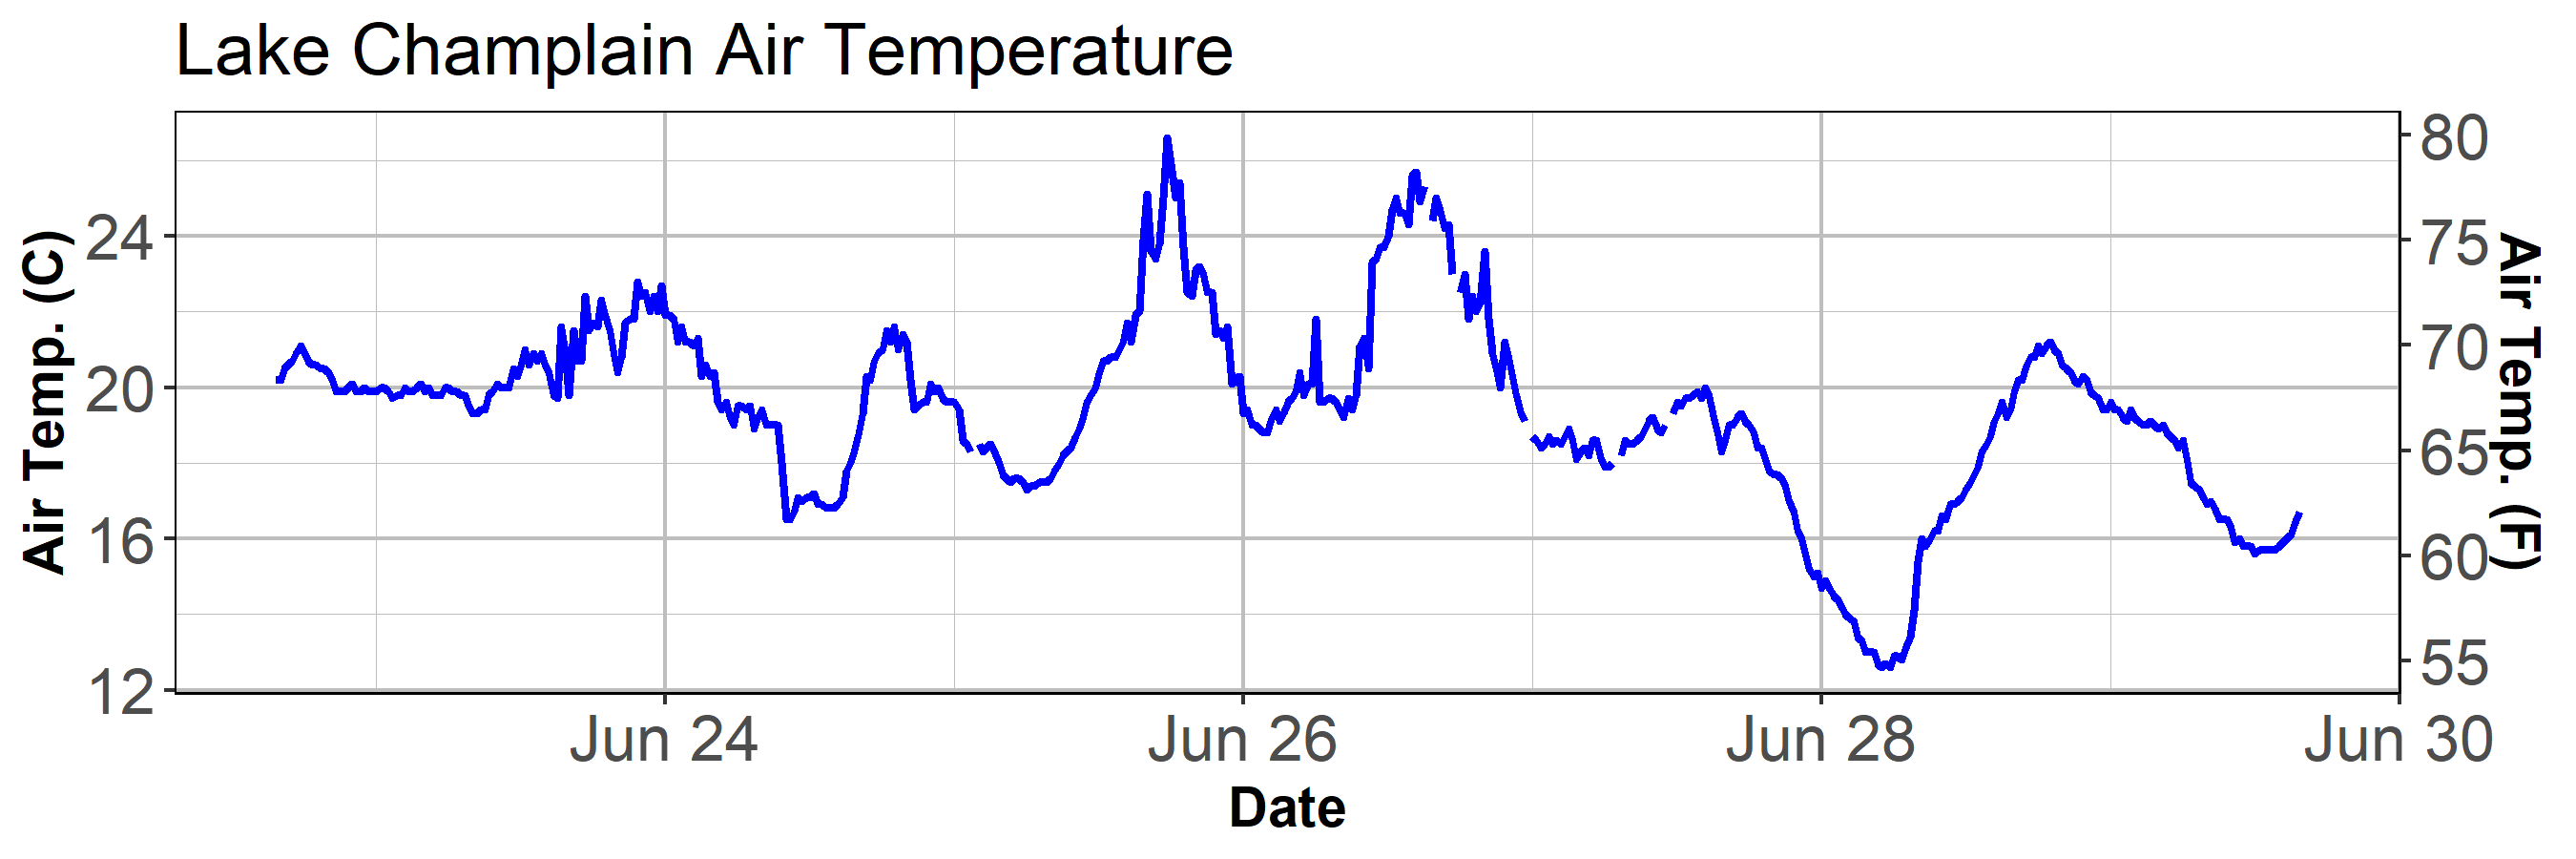 Lake Champlain Air Temperature
Air Temp. (C)
24
20
16
12
80
75
70
65
60
55
Air Temp. (F)
Jun 24
Jun 26
Jun 28
Jun 30
Date